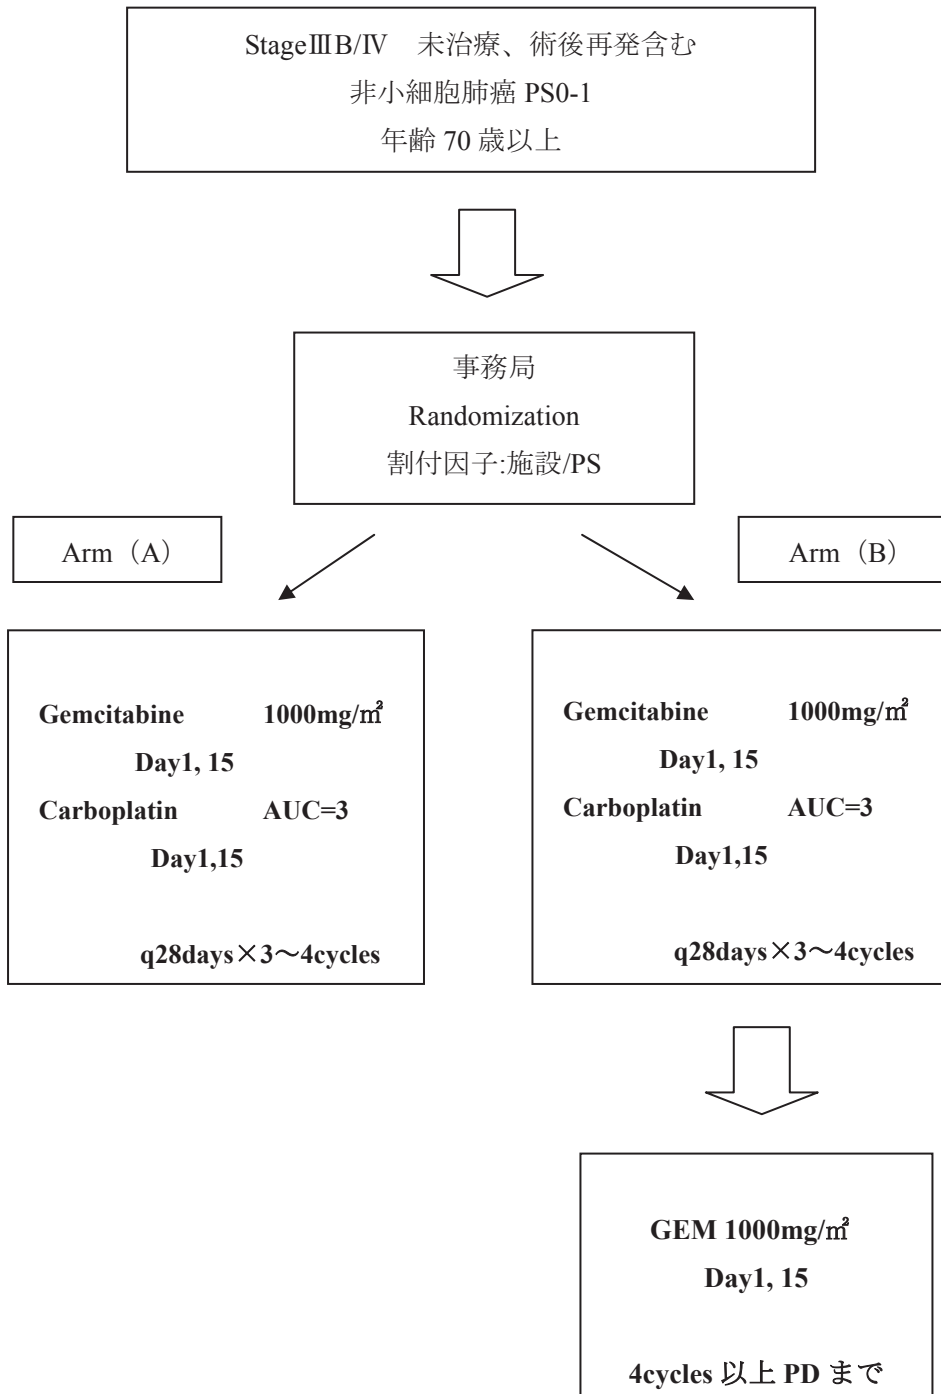 StageⅢB/Ⅳ　未治療、術後再発含む
非小細胞肺癌 PS0-1
年齢 70 歳以上
事務局
Randomization
割付因子:施設/PS
Arm（A）
Arm（B）
Gemcitabine 1000mg/㎡
Day1, 15
Carboplatin AUC=3
Day1,15
q28days×3～4cycles
Gemcitabine 1000mg/㎡
Day1, 15
Carboplatin AUC=3
Day1,15
q28days×3～4cycles
GEM 1000mg/㎡
Day1, 15
4cycles 以上 PD まで